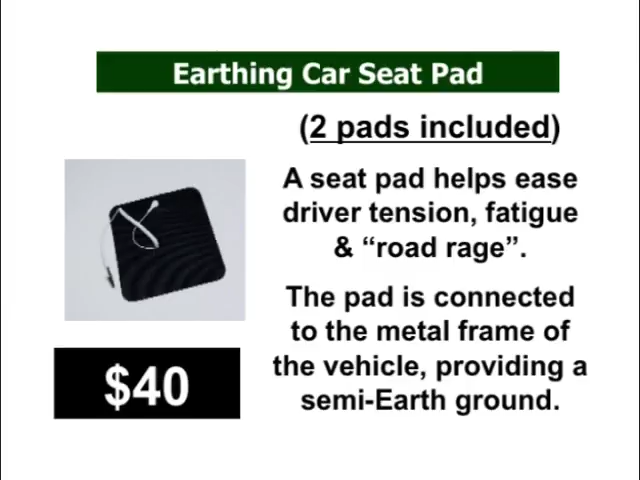 Earthing Car Seat Pad
(2 pads included)
A seat pad helps ease
driver tension, fatigue
& “road rage”.
The pad is connected
to the metal frame of
the vehicle, providing a
semi-Earth ground.
$40